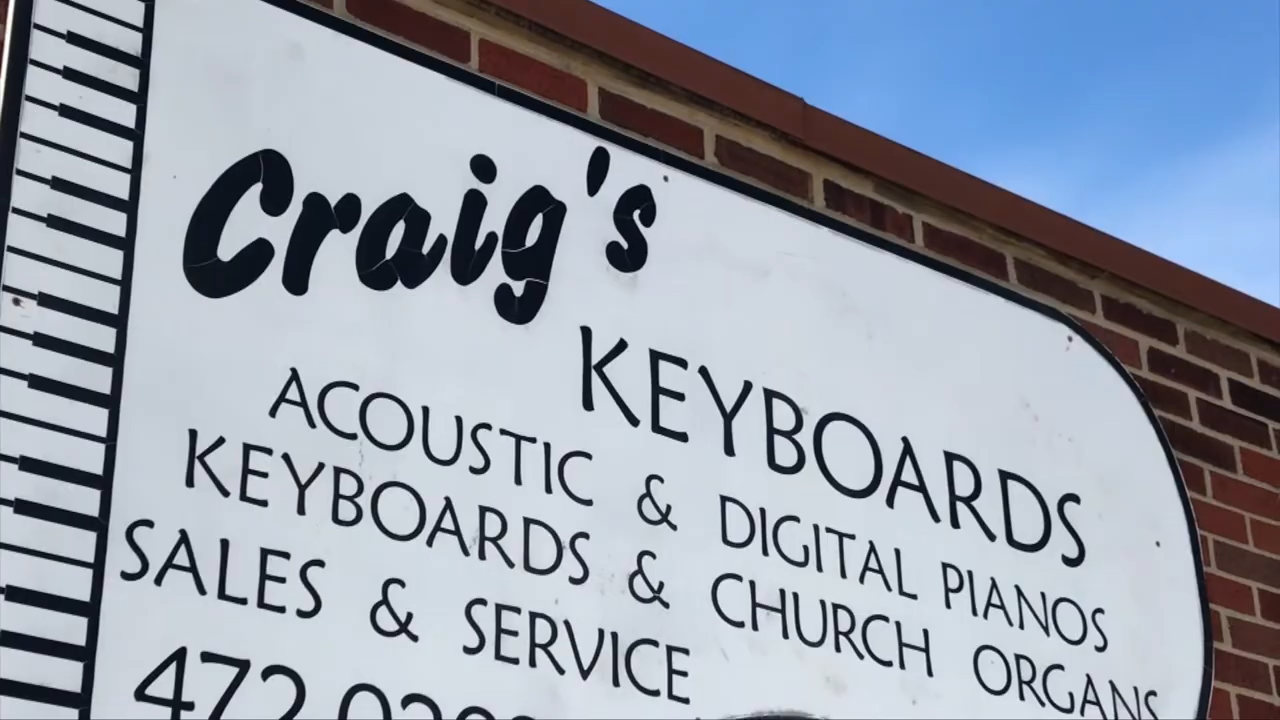 Craig's
KEYBOARDS
ACOUSTIC & DIGITAL PIANOS
KEYBOARDS & CHURCH ORGANS
SALES & SERVICE